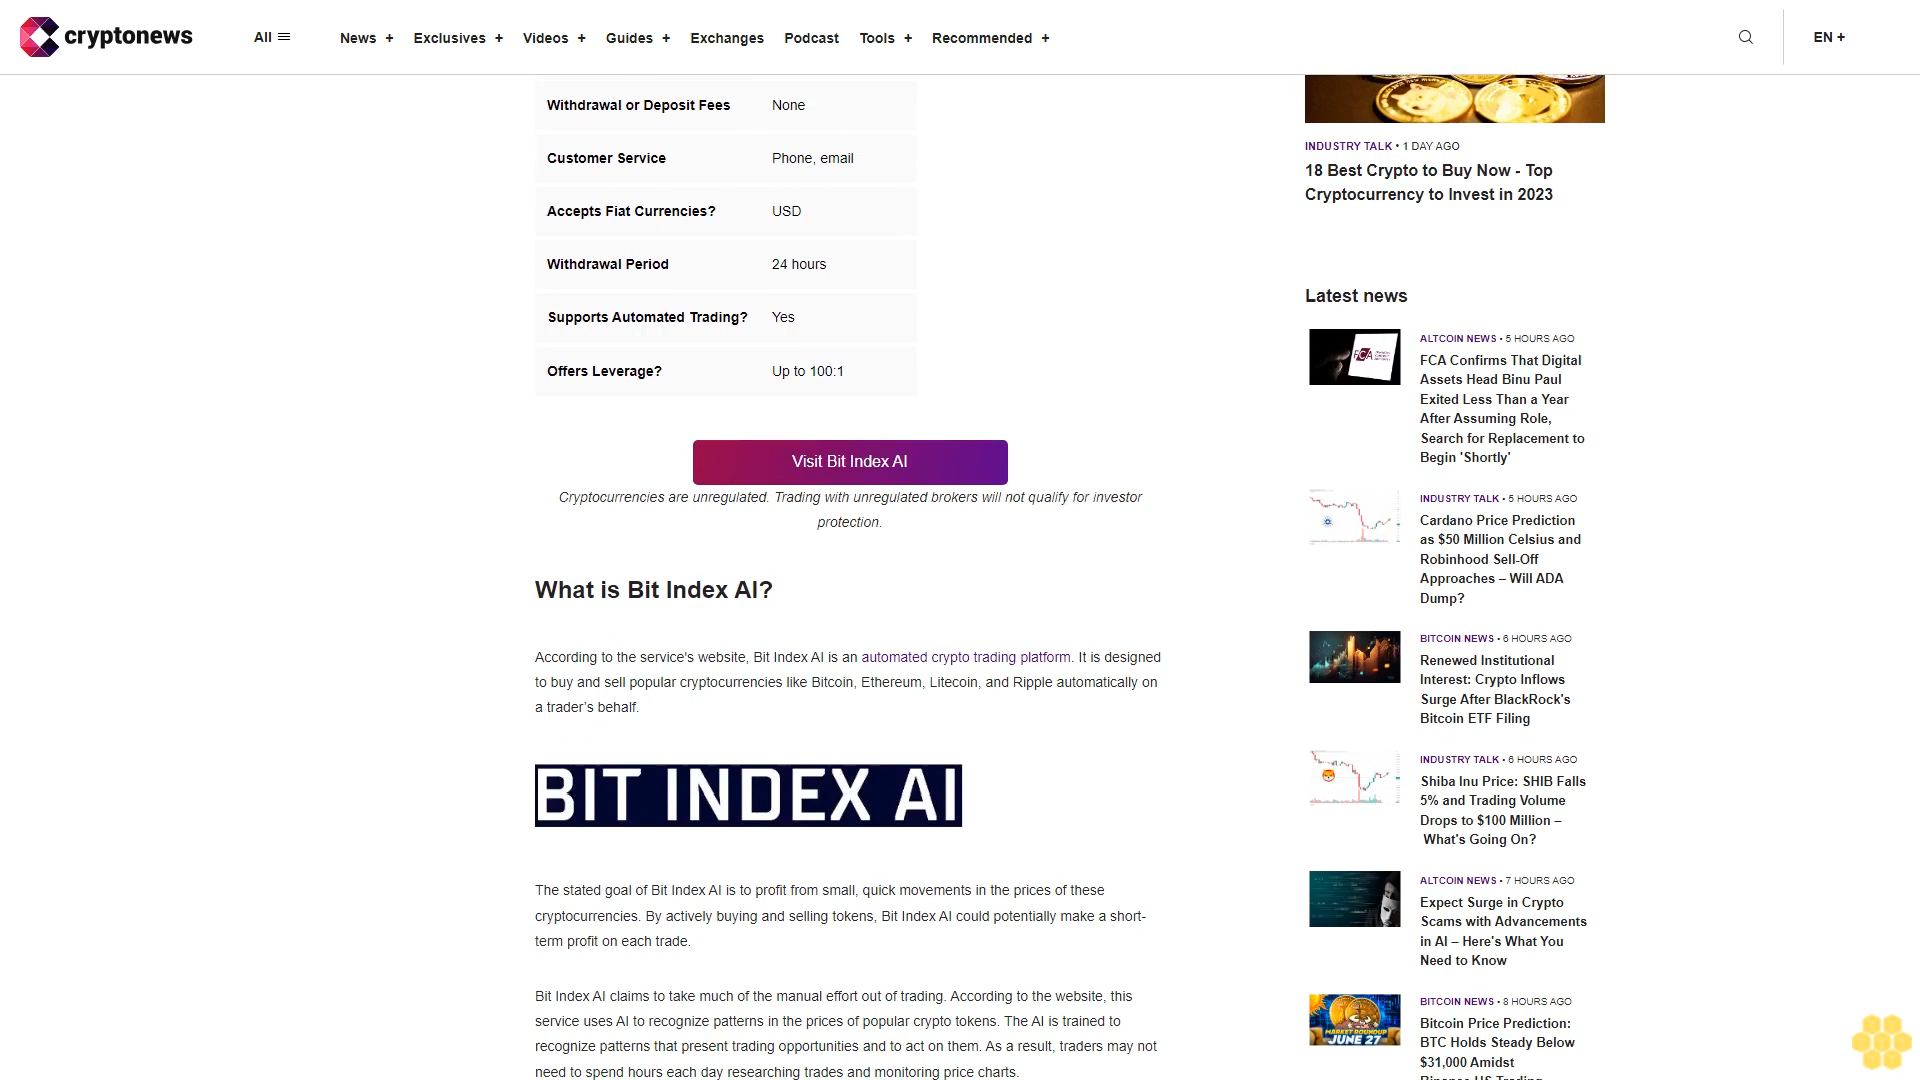 cryptonews
All
News +
Exclusives +
Videos +
Guides +
Exchanges
Podcast
Tools +
Recommended +
EN +
Withdrawal or Deposit Fees None
Customer Service Phone, email
Accepts Fiat Currencies? USD
Withdrawal Period 24 hours
Supports Automated Trading? Yes
Offers Leverage? Up to 100:1
Visit Bit Index AI
Cryptocurrencies are unregulated. Trading with unregulated brokers will not qualify for investor
protection.
What is Bit Index AI?
According to the service's website, Bit Index AI is an automated crypto trading platform. It is designed
to buy and sell popular cryptocurrencies like Bitcoin, Ethereum, Litecoin, and Ripple automatically on
a trader’s behalf.
BIT INDEX AI
The stated goal of Bit Index AI is to profit from small, quick movements in the prices of these
cryptocurrencies. By actively buying and selling tokens, Bit Index AI could potentially make a short-
term profit on each trade.
Bit Index AI claims to take much of the manual effort out of trading. According to the website, this
service uses AI to recognize patterns in the prices of popular crypto tokens. The AI is trained to
recognize patterns that present trading opportunities and to act on them. As a result, traders may not
need to spend hours each day researching trades and monitoring price charts.
INDUSTRY TALK • 1 DAY AGO
18 Best Crypto to Buy Now - Top
Cryptocurrency to Invest in 2023
Latest news
FCA
ALTCOIN NEWS • 5 HOURS AGO
FCA Confirms That Digital
Assets Head Binu Paul
Exited Less Than a Year
After Assuming Role,
Search for Replacement to
Begin 'Shortly'
INDUSTRY TALK • 5 HOURS AGO
Cardano Price Prediction
as $50 Million Celsius and
Robinhood Sell-Off
Approaches – Will ADA
Dump?
BITCOIN NEWS • 6 HOURS AGO
Renewed Institutional
Interest: Crypto Inflows
Surge After BlackRock's
Bitcoin ETF Filing
INDUSTRY TALK • 6 HOURS AGO
Shiba Inu Price: SHIB Falls
5% and Trading Volume
Drops to $100 Million –
What's Going On?
ALTCOIN NEWS • 7 HOURS AGO
Expect Surge in Crypto
Scams with Advancements
in AI – Here's What You
Need to Know
MARKET ROUNDUP
JUNE 27
BITCOIN NEWS • 8 HOURS AGO
Bitcoin Price Prediction:
BTC Holds Steady Below
$31,000 Amidst
Binance US Trading